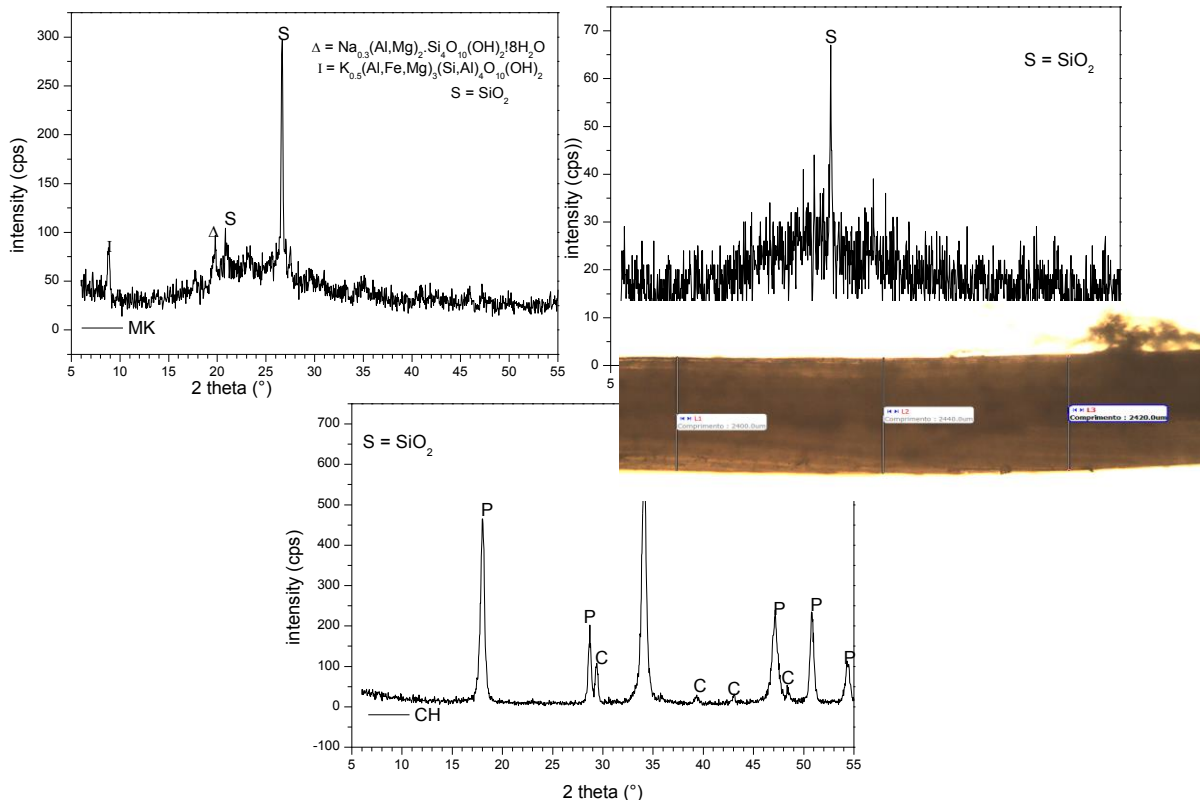 300
250
200
150
100
50
0
intensity (cps)
Δ = Na0.3(Al,Mg)2.Si4O10(OH)2!8H2O
I = K0.5(Al,Fe,Mg)3(Si,Al)4O10(OH)2
S = SiO2
S
S
Δ
I
MK
5 10 15 20 25 30 35 40 45 50 55
2 theta (°)
70
60
50
40
30
20
10
0
intensity (cps))
S
S = SiO2
5
L1
Comprimento : 2400.0um
L2
Comprimento : 2440.0um
L3
Comprimento : 2420.0um
700
600
500
400
300
200
100
0
-100
intensity (cps)
S = SiO2
P
P
C
C
C
P
C
P
P
CH
5 10 15 20 25 30 35 40 45 50 55
2 theta (°)